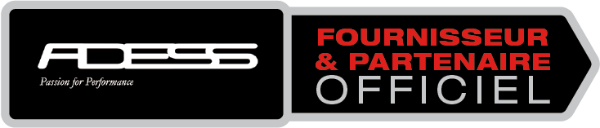 ADESS
Passion for Performance
FOURNISSEUR
& PARTENAIRE
OFFICIEL